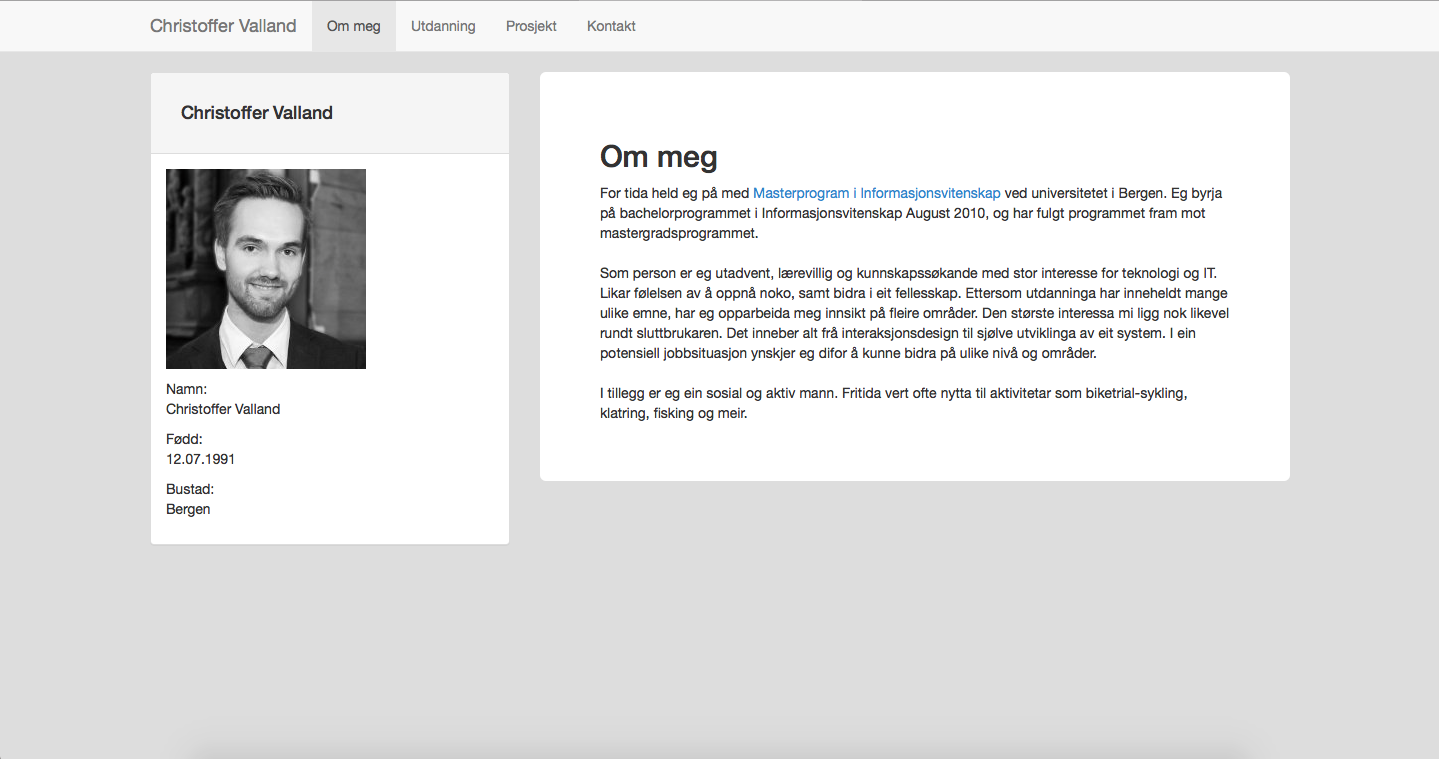 Christoffer Valland
Om meg
Utdanning
Prosjekt
Kontakt
Christoffer Valland
Namn:
Christoffer Valland
Fødd:
12.07.1991
Bustad:
Bergen
Om meg
For tida held eg på med Masterprogram i Informasjonsvitenskap ved universitetet i Bergen. Eg byrja
på bachelorprogrammet i Informasjonsvitenskap August 2010, og har fulgt programmet fram mot
mastergradsprogrammet.
Som person er eg utadvent, lærevillig og kunnskapssøkande med stor interesse for teknologi og IT.
Likar følelsen av å oppnå noko, samt bidra i eit fellesskap. Ettersom utdanninga har inneheldt mange
ulike emne, har eg opparbeida meg innsikt på fleire områder. Den største interessa mi ligg nok likevel
rundt sluttbrukaren. Det inneber alt frå interaksjonsdesign til sjølve utviklinga av eit system. I ein
potensiell jobbsituasjon ynskjer eg difor å kunne bidra på ulike nivå og områder.
I tillegg er eg ein sosial og aktiv mann. Fritida vert ofte nytta til aktivitetar som biketrial-sykling,
klatring, fisking og meir.